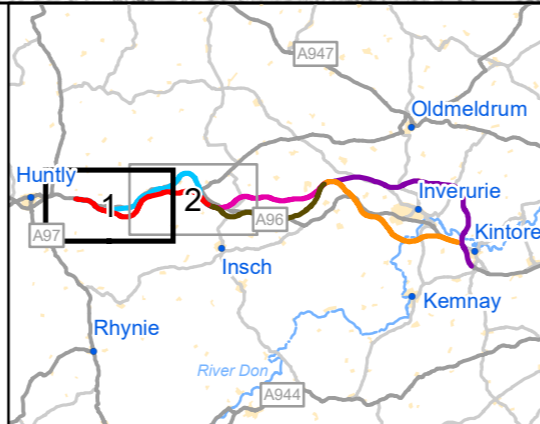 A947
Oldmeldrum
Huntly
1
2
Inverurie
A96
A97
Kintore
Insch
Kemnay
Rhynie
River Don
A944